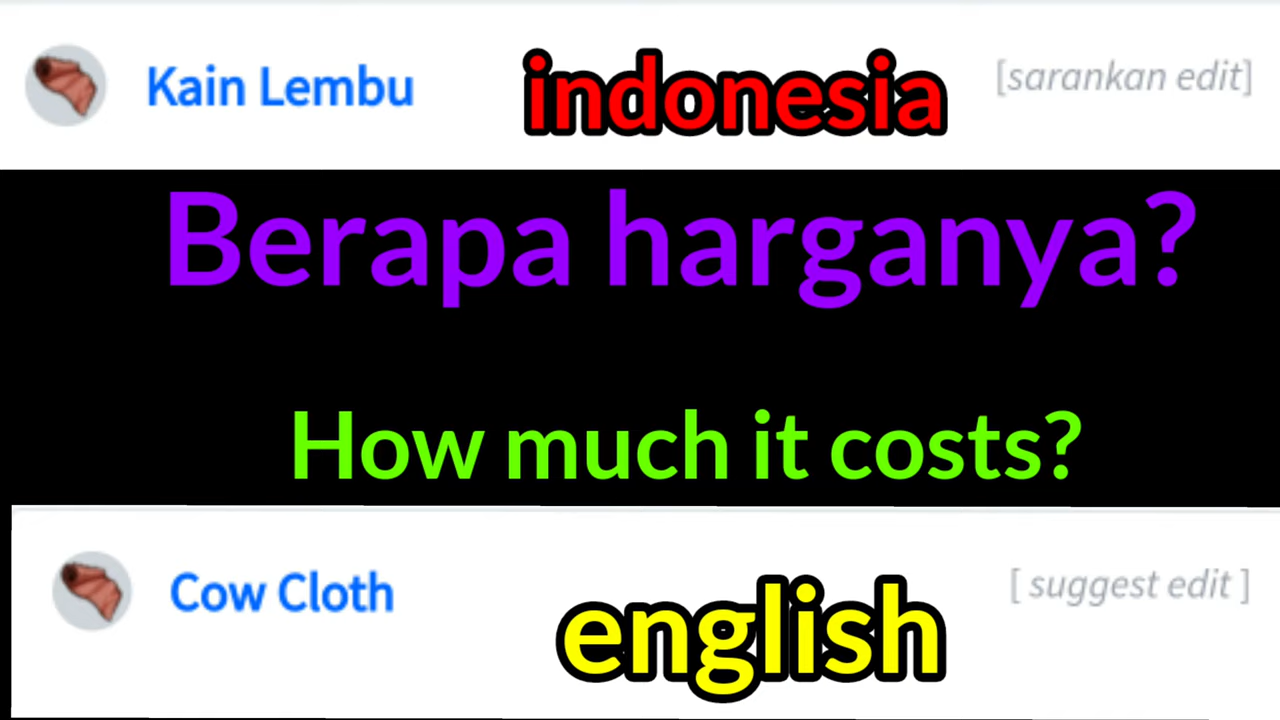 Kain Lembu indonesia [sarankan edit]
Berapa harganya?
How much it costs?
Cow Cloth english [ suggest edit ]